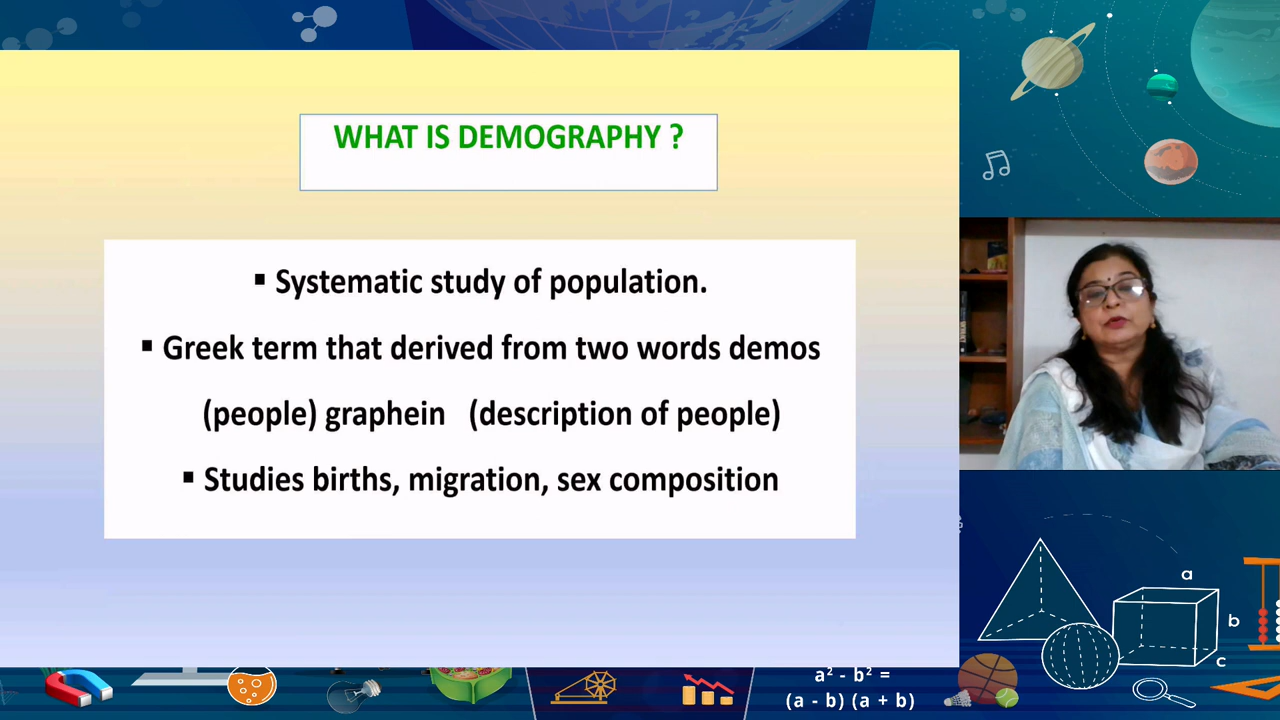 WHAT IS DEMOGRAPHY ?
▪ Systematic study of population.
▪ Greek term that derived from two words demos
(people) graphein (description of people)
▪ Studies births, migration, sex composition
a
b
c
a² - b² =
(a - b) (a + b)